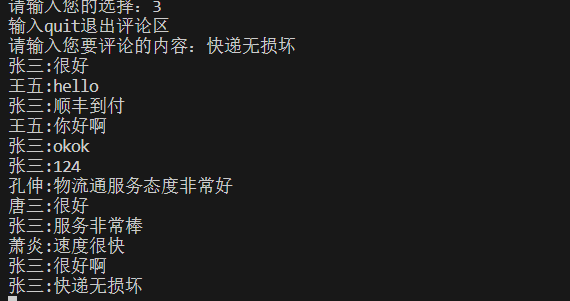 请输入您的选择：3
输入quit退出评论区
请输入您要评论的内容：快递无损坏
张三:很好
王五:hello
张三:顺丰到付
王五:你好啊
张三:okok
张三:124
孔伸:物流通服务态度非常好
唐三:很好
张三:服务非常棒
萧炎:速度很快
张三:很好啊
张三:快递无损坏